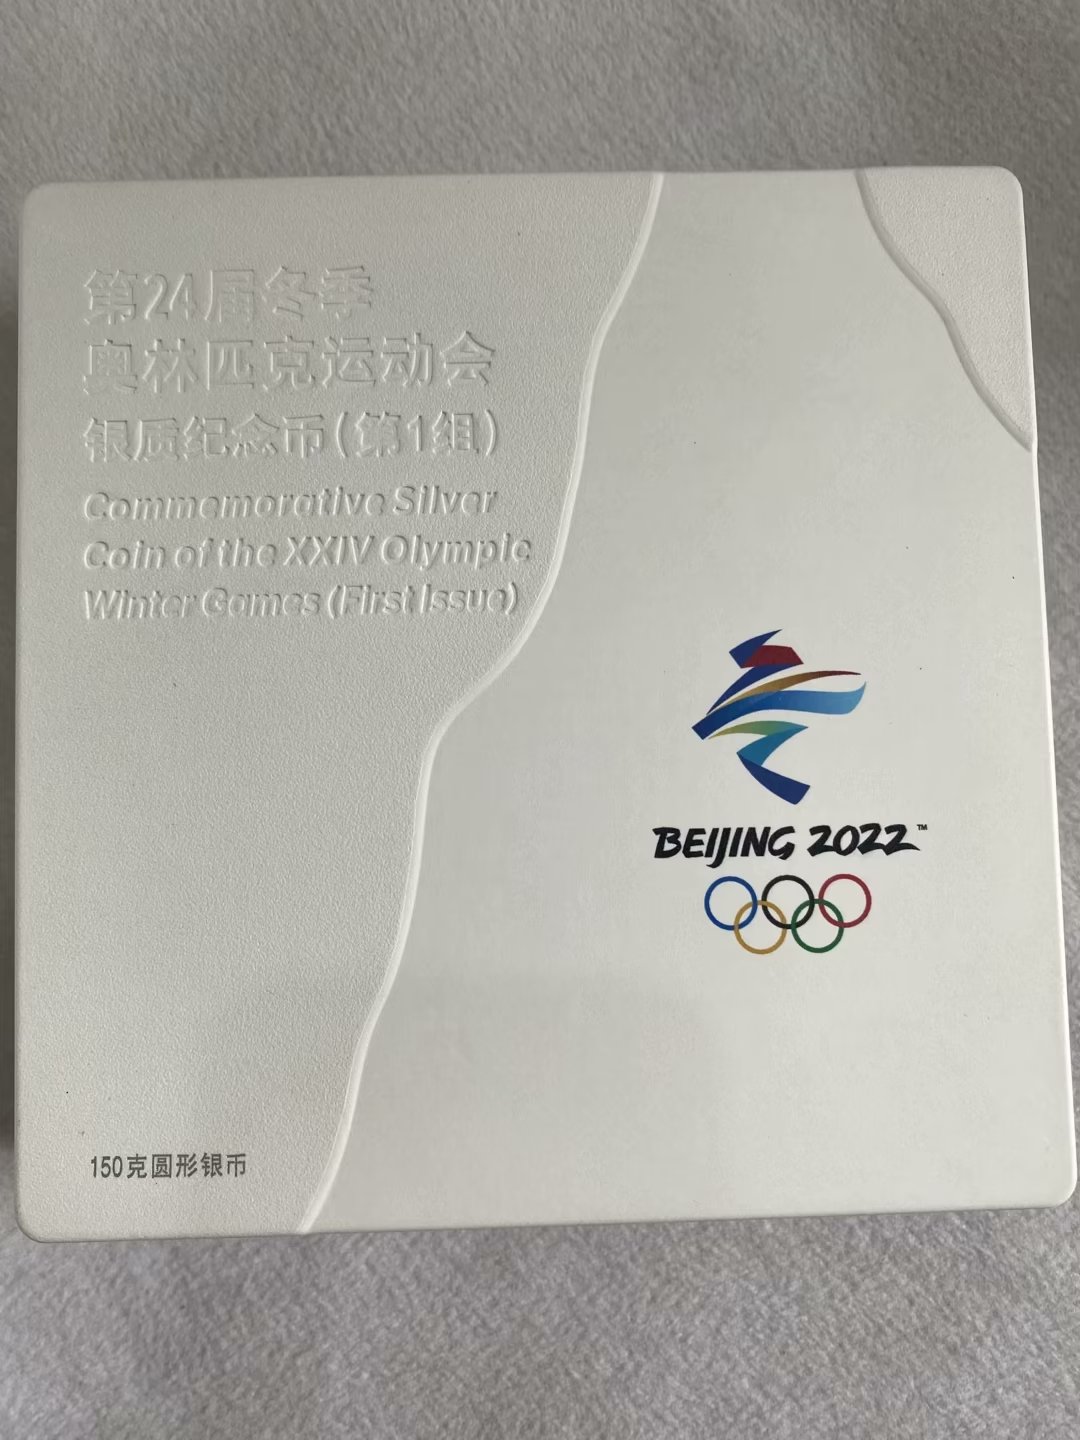 第24届冬季
奥林匹克运动会
银质纪念币(第1组)
Commemorative Silver
Coin of the XXIV Olympic
Winter Games (First Issue)
BEIJING 2022™
150克圆形银币